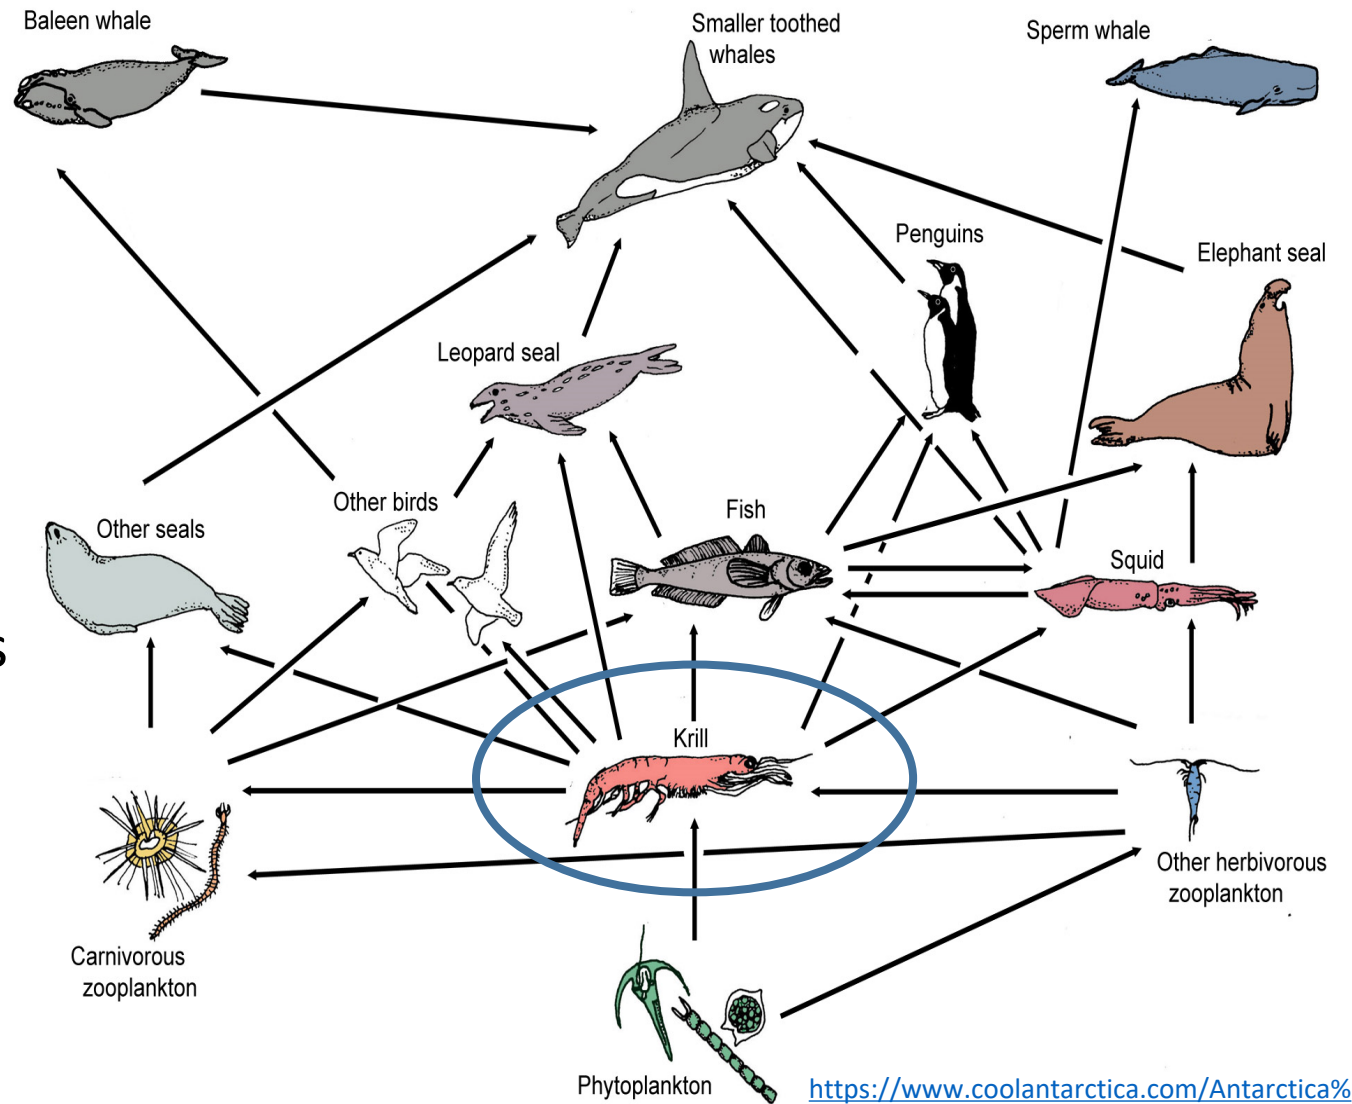 Baleen whale
Smaller toothed
whales
Sperm whale
Penguins
Elephant seal
Leopard seal
Other birds
Fish
Other seals
Squid
s
Krill
Other herbivorous
zooplankton
Carnivorous
zooplankton
Phytoplankton
https://www.coolantarctica.com/Antarctica%